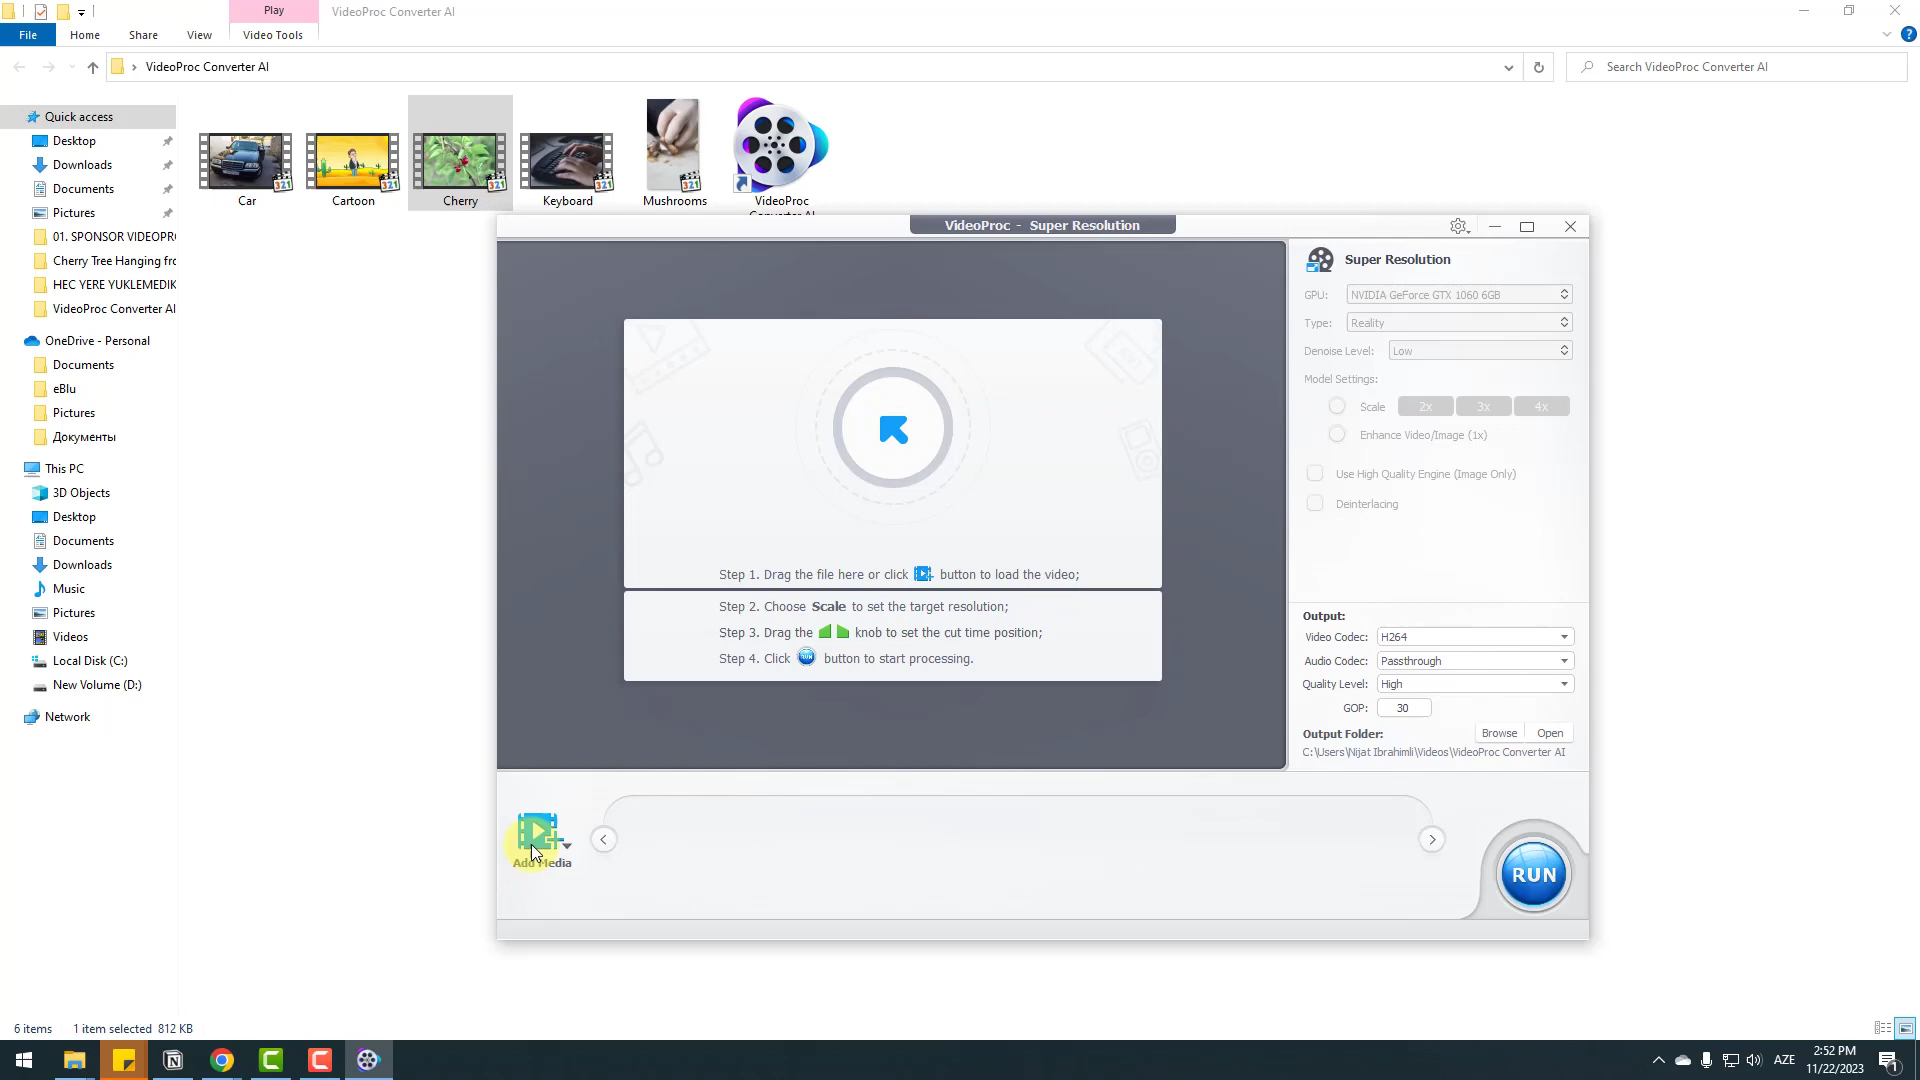 Play
VideoProc Converter AI
File
Home
Share
View
Video Tools
VideoProc Converter AI
Search VideoProc Converter AI
Quick access
Desktop
Downloads
Documents
Pictures
01. SPONSOR VIDEOPRO
Cherry Tree Hanging fro
HEC YERE YUKLEMEDIK
VideoProc Converter AI
OneDrive - Personal
Documents
eBlu
Pictures
Документы
This PC
3D Objects
Desktop
Documents
Downloads
Music
Pictures
Videos
Local Disk (C:)
New Volume (D:)
Network
Car
Cartoon
Cherry
Keyboard
Mushrooms
VideoProc
Converter AI
VideoProc - Super Resolution
Step 1. Drag the file here or click button to load the video;
Step 2. Choose Scale to set the target resolution;
Step 3. Drag the knob to set the cut time position;
Step 4. Click RUN button to start processing.
Super Resolution
GPU: NVIDIA GeForce GTX 1060 6GB
Type: Reality
Denoise Level: Low
Model Settings:
Scale 2x 3x 4x
Enhance Video/Image (1x)
Use High Quality Engine (Image Only)
Deinterlacing
Output:
Video Codec: H264
Audio Codec: Passthrough
Quality Level: High
GOP: 30
Output Folder: Browse Open
C:\Users\Nijat Ibrahimli\Videos\VideoProc Converter AI
Add Media
RUN
6 items 1 item selected 812 KB
AZE
2:52 PM
11/22/2023
1